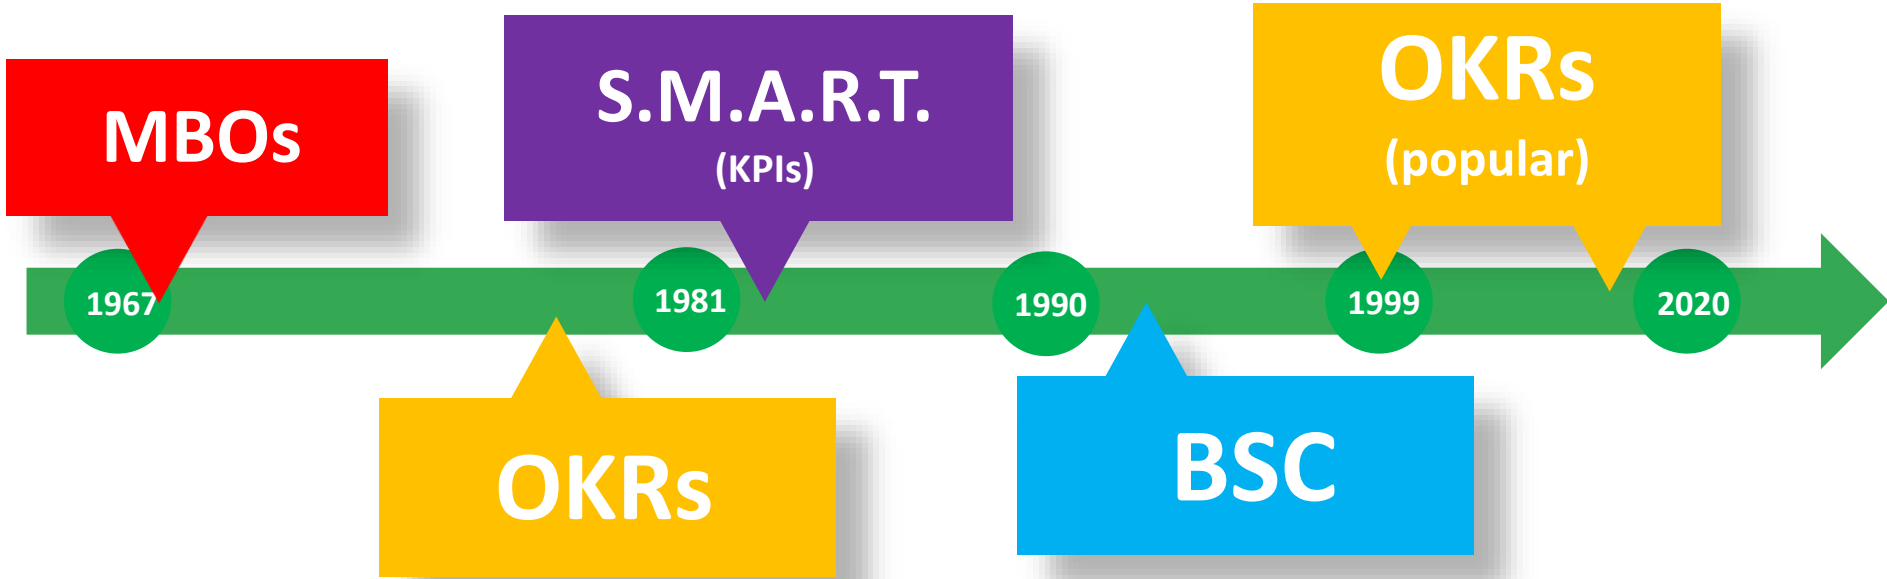 MBOs
S.M.A.R.T.
(KPIs)
OKRs
(popular)
1967
1981
1990
1999
2020
OKRs
BSC